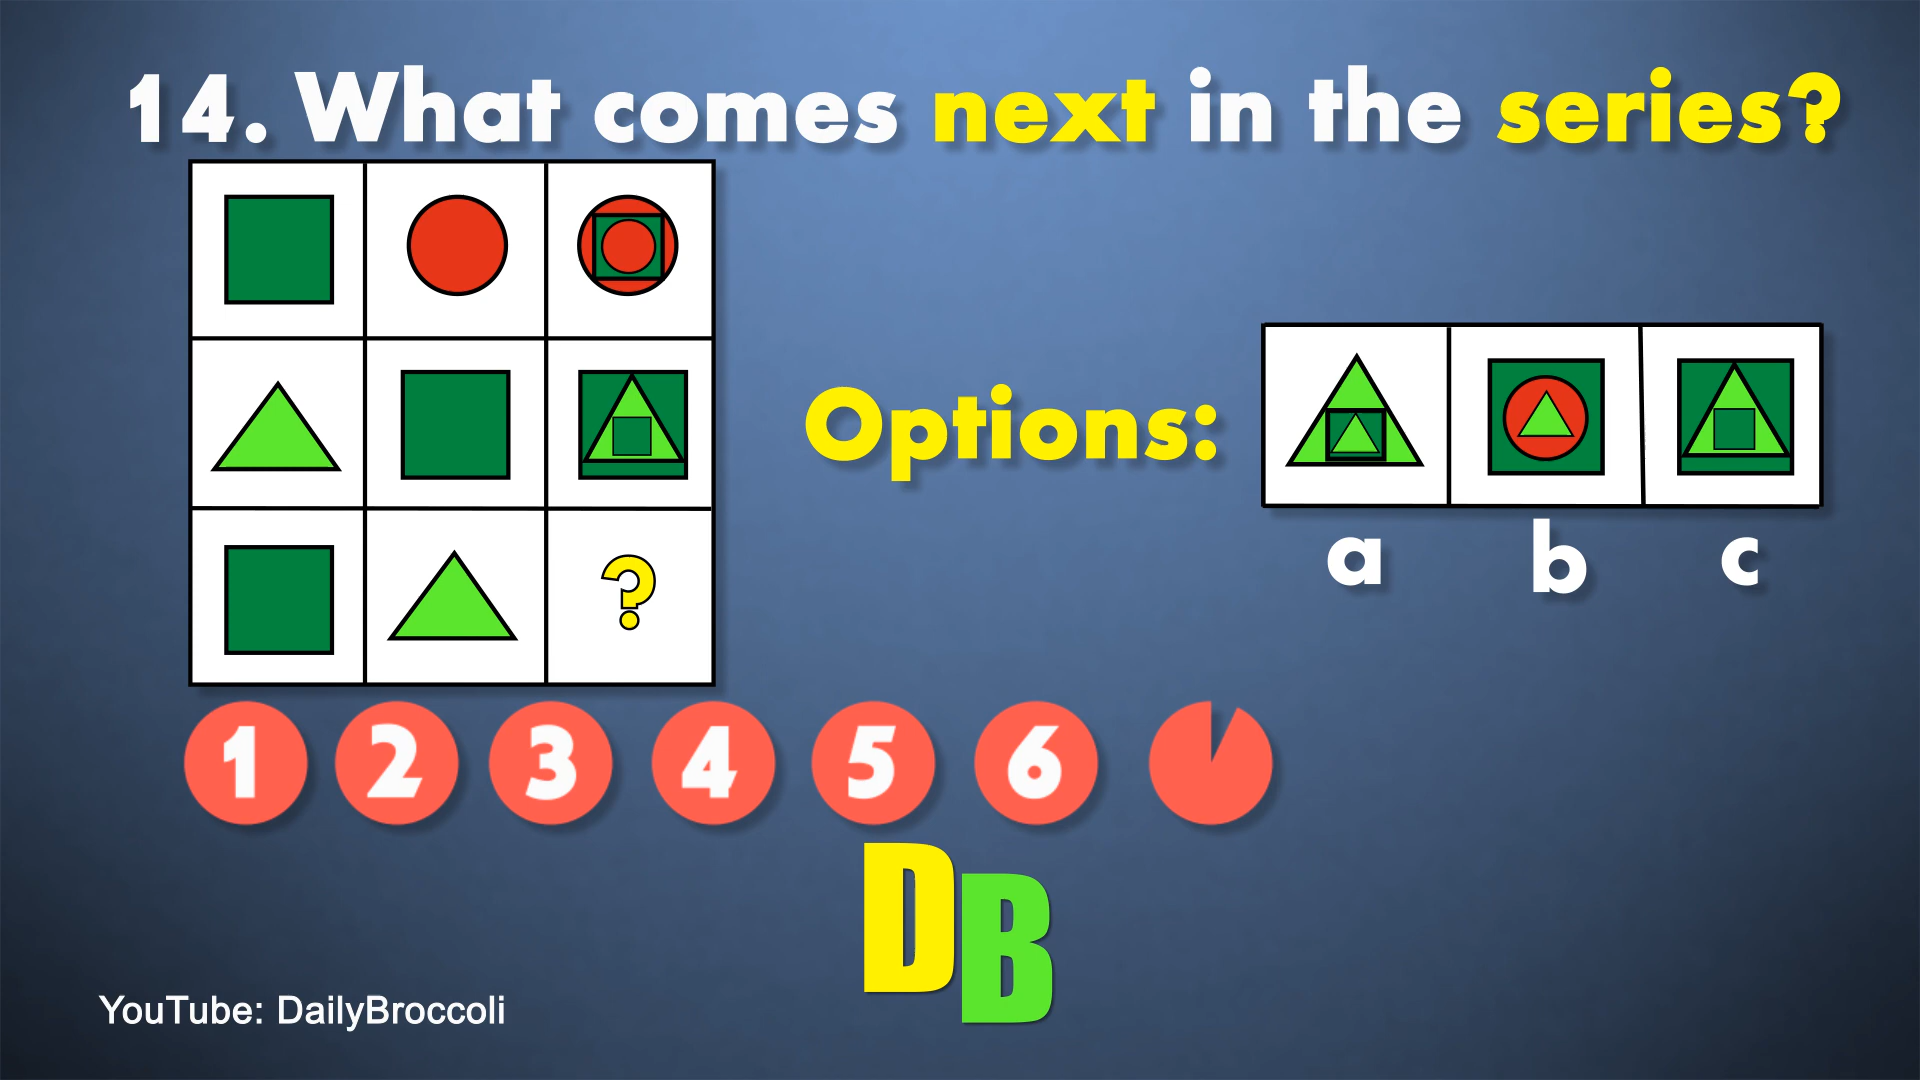 14. What comes next in the series?
?
Options:
a b c
1 2 3 4 5 6
DB
YouTube: DailyBroccoli